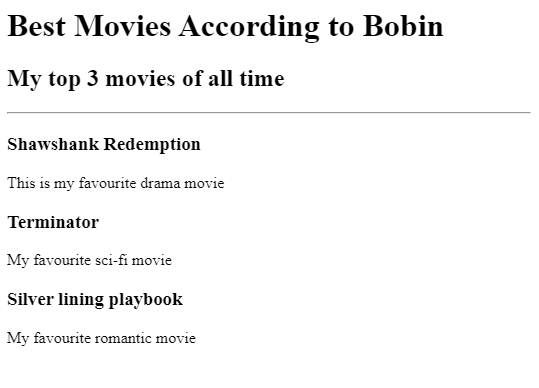 Best Movies According to Bobin
My top 3 movies of all time
Shawshank Redemption
This is my favourite drama movie
Terminator
My favourite sci-fi movie
Silver lining playbook
My favourite romantic movie